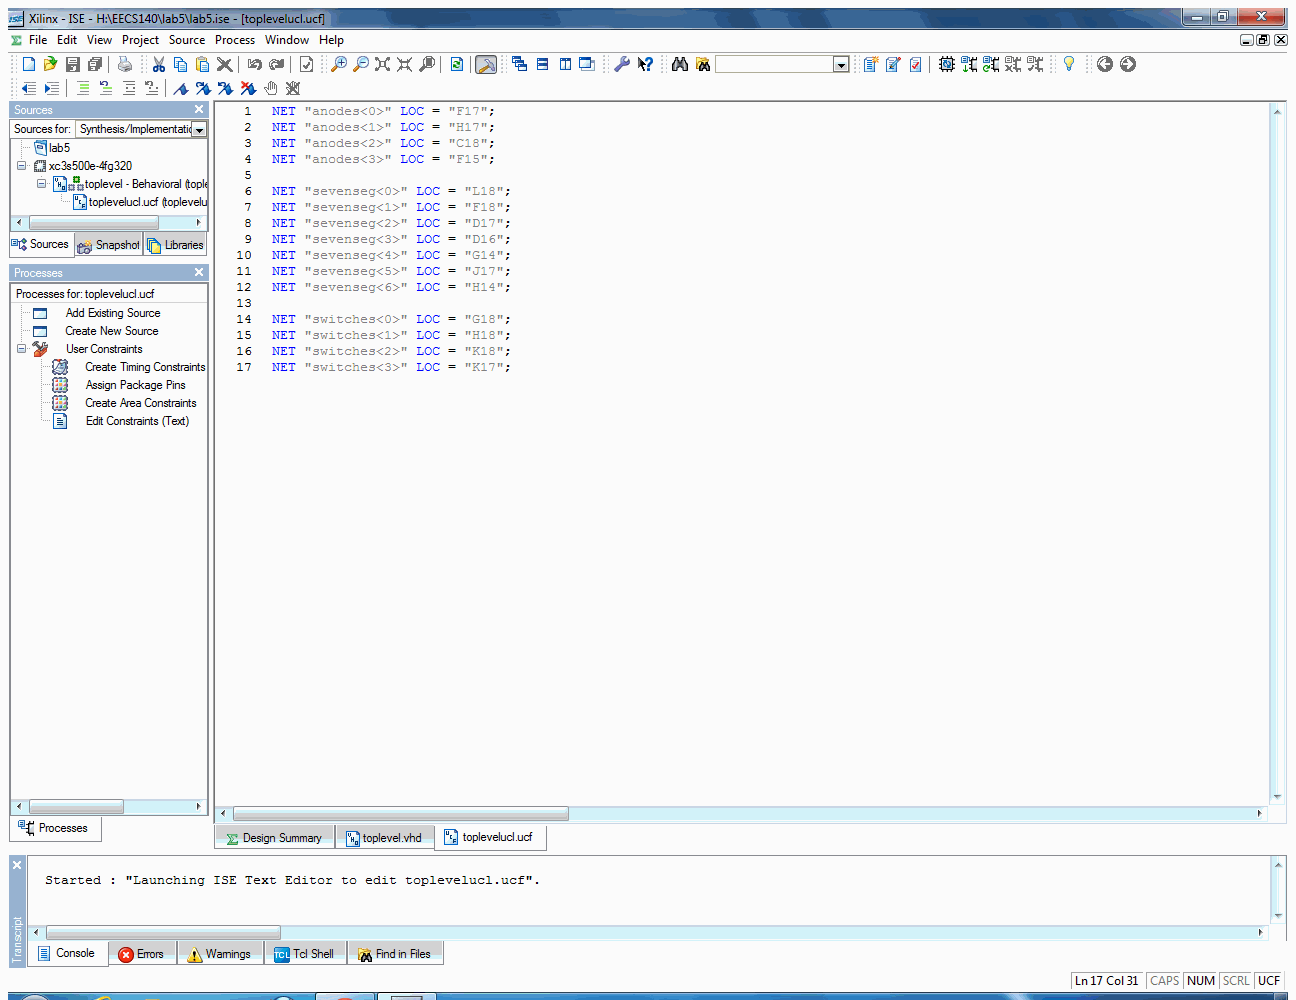 Xilinx - ISE - H:\EECS140\lab5\lab5.ise - [toplevelucl.ucf]
File Edit View Project Source Process Window Help
Sources
Sources for: Synthesis/Implementatic
lab5
xc3s500e-4fg320
toplevel - Behavioral (tople
toplevelucl.ucf (toplevelu
Sources Snapshot Libraries
Processes
Processes for: toplevelucl.ucf
Add Existing Source
Create New Source
User Constraints
Create Timing Constraints
Assign Package Pins
Create Area Constraints
Edit Constraints (Text)
Processes
1 NET "anodes<0>" LOC = "F17";
2 NET "anodes<1>" LOC = "H17";
3 NET "anodes<2>" LOC = "C18";
4 NET "anodes<3>" LOC = "F15";
5
6 NET "sevenseg<0>" LOC = "L18";
7 NET "sevenseg<1>" LOC = "F18";
8 NET "sevenseg<2>" LOC = "D17";
9 NET "sevenseg<3>" LOC = "D16";
10 NET "sevenseg<4>" LOC = "G14";
11 NET "sevenseg<5>" LOC = "J17";
12 NET "sevenseg<6>" LOC = "H14";
13
14 NET "switches<0>" LOC = "G18";
15 NET "switches<1>" LOC = "H18";
16 NET "switches<2>" LOC = "K18";
17 NET "switches<3>" LOC = "K17";
Design Summary toplevel.vhd toplevelucl.ucf
Transcript
Started : "Launching ISE Text Editor to edit toplevelucl.ucf".
Console Errors Warnings TCL Tcl Shell Find in Files
Ln 17 Col 31 CAPS NUM SCRL UCF